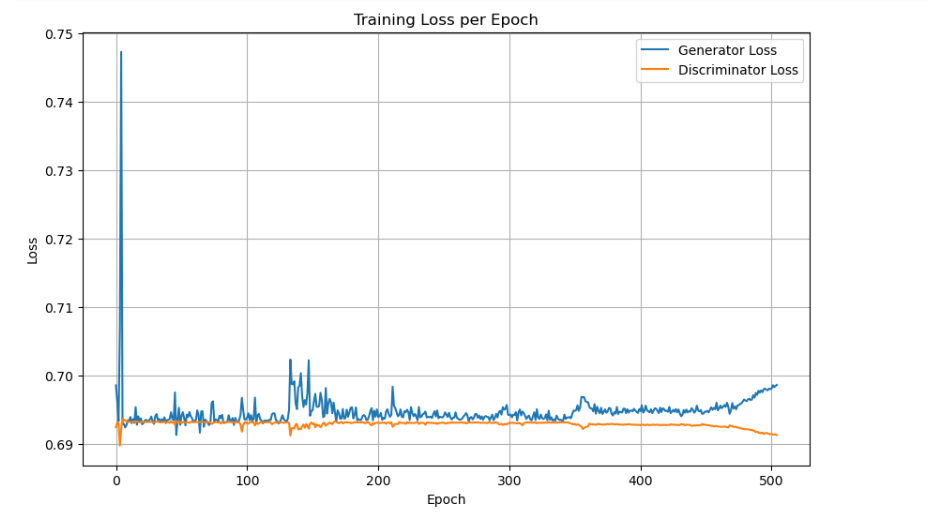 Training Loss per Epoch
0.75
0.74
0.73
0.72
0.71
0.70
0.69
Loss
Generator Loss
Discriminator Loss
0
100
200
300
400
500
Epoch